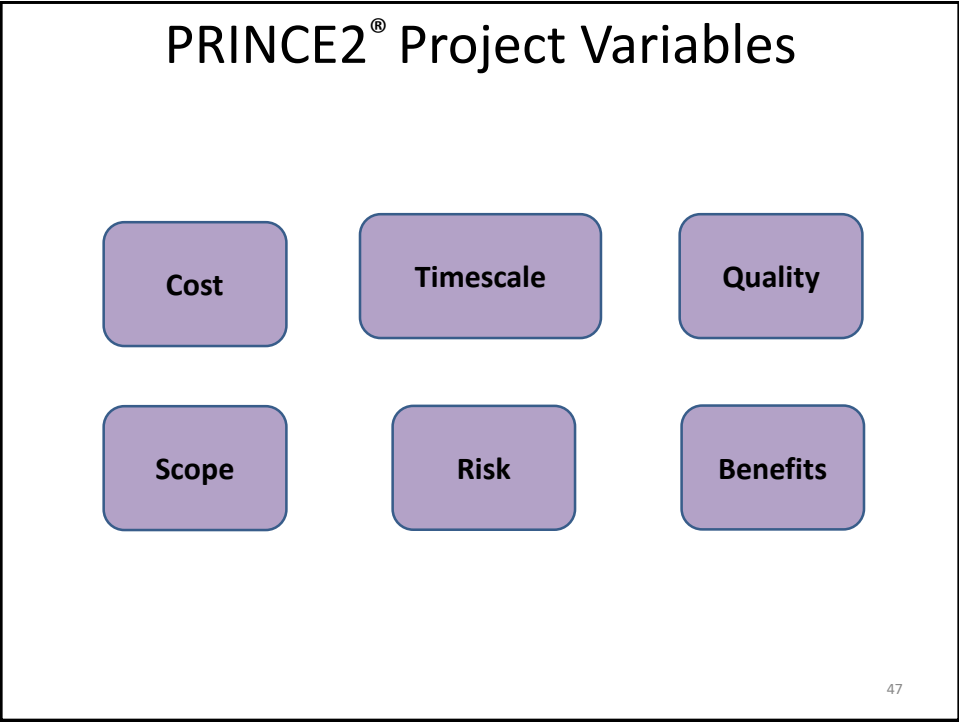 PRINCE2® Project Variables
Cost
Timescale
Quality
Scope
Risk
Benefits
47